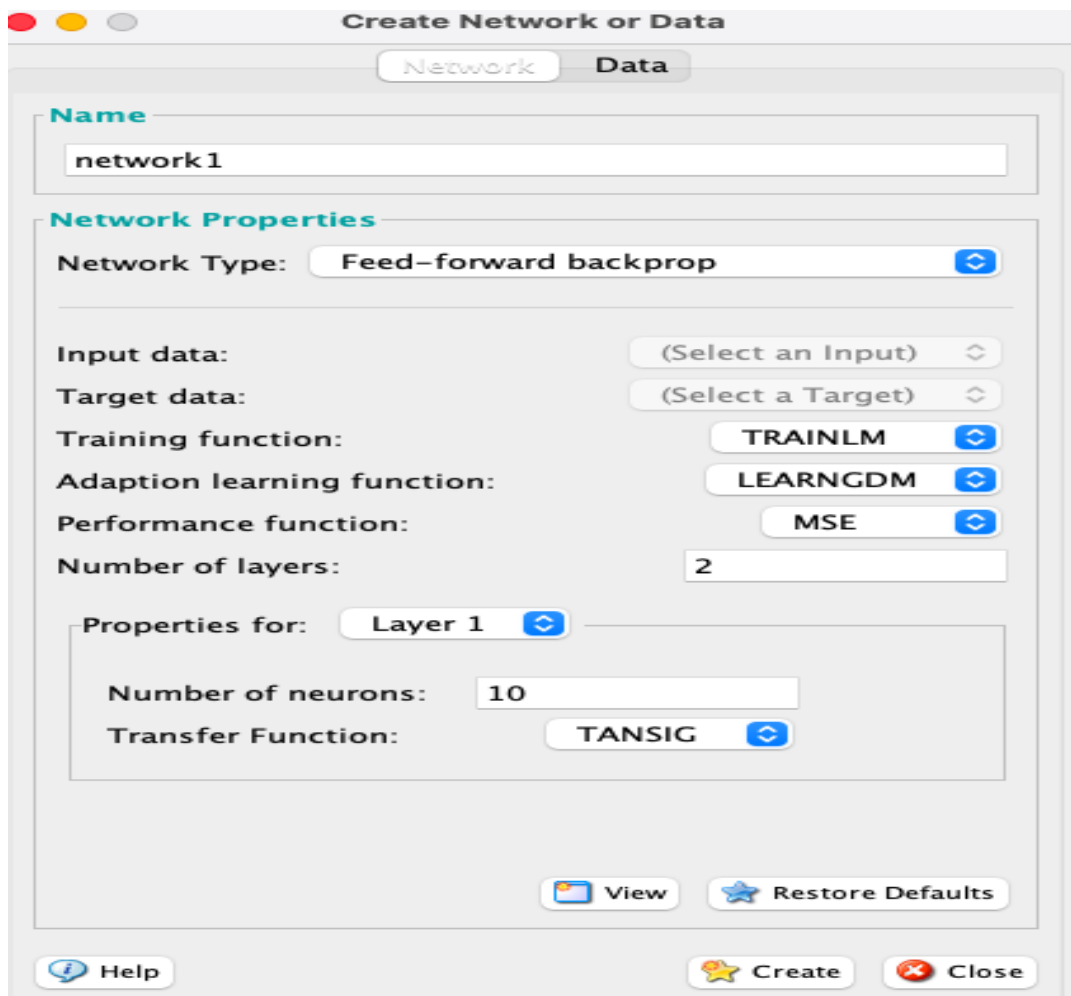 Create Network or Data
Network Data
Name
network1
Network Properties
Network Type: Feed-forward backprop
Input data: (Select an Input)
Target data: (Select a Target)
Training function: TRAINLM
Adaption learning function: LEARNGDM
Performance function: MSE
Number of layers: 2
Properties for: Layer 1
Number of neurons: 10
Transfer Function: TANSIG
View Restore Defaults
Help Create Close